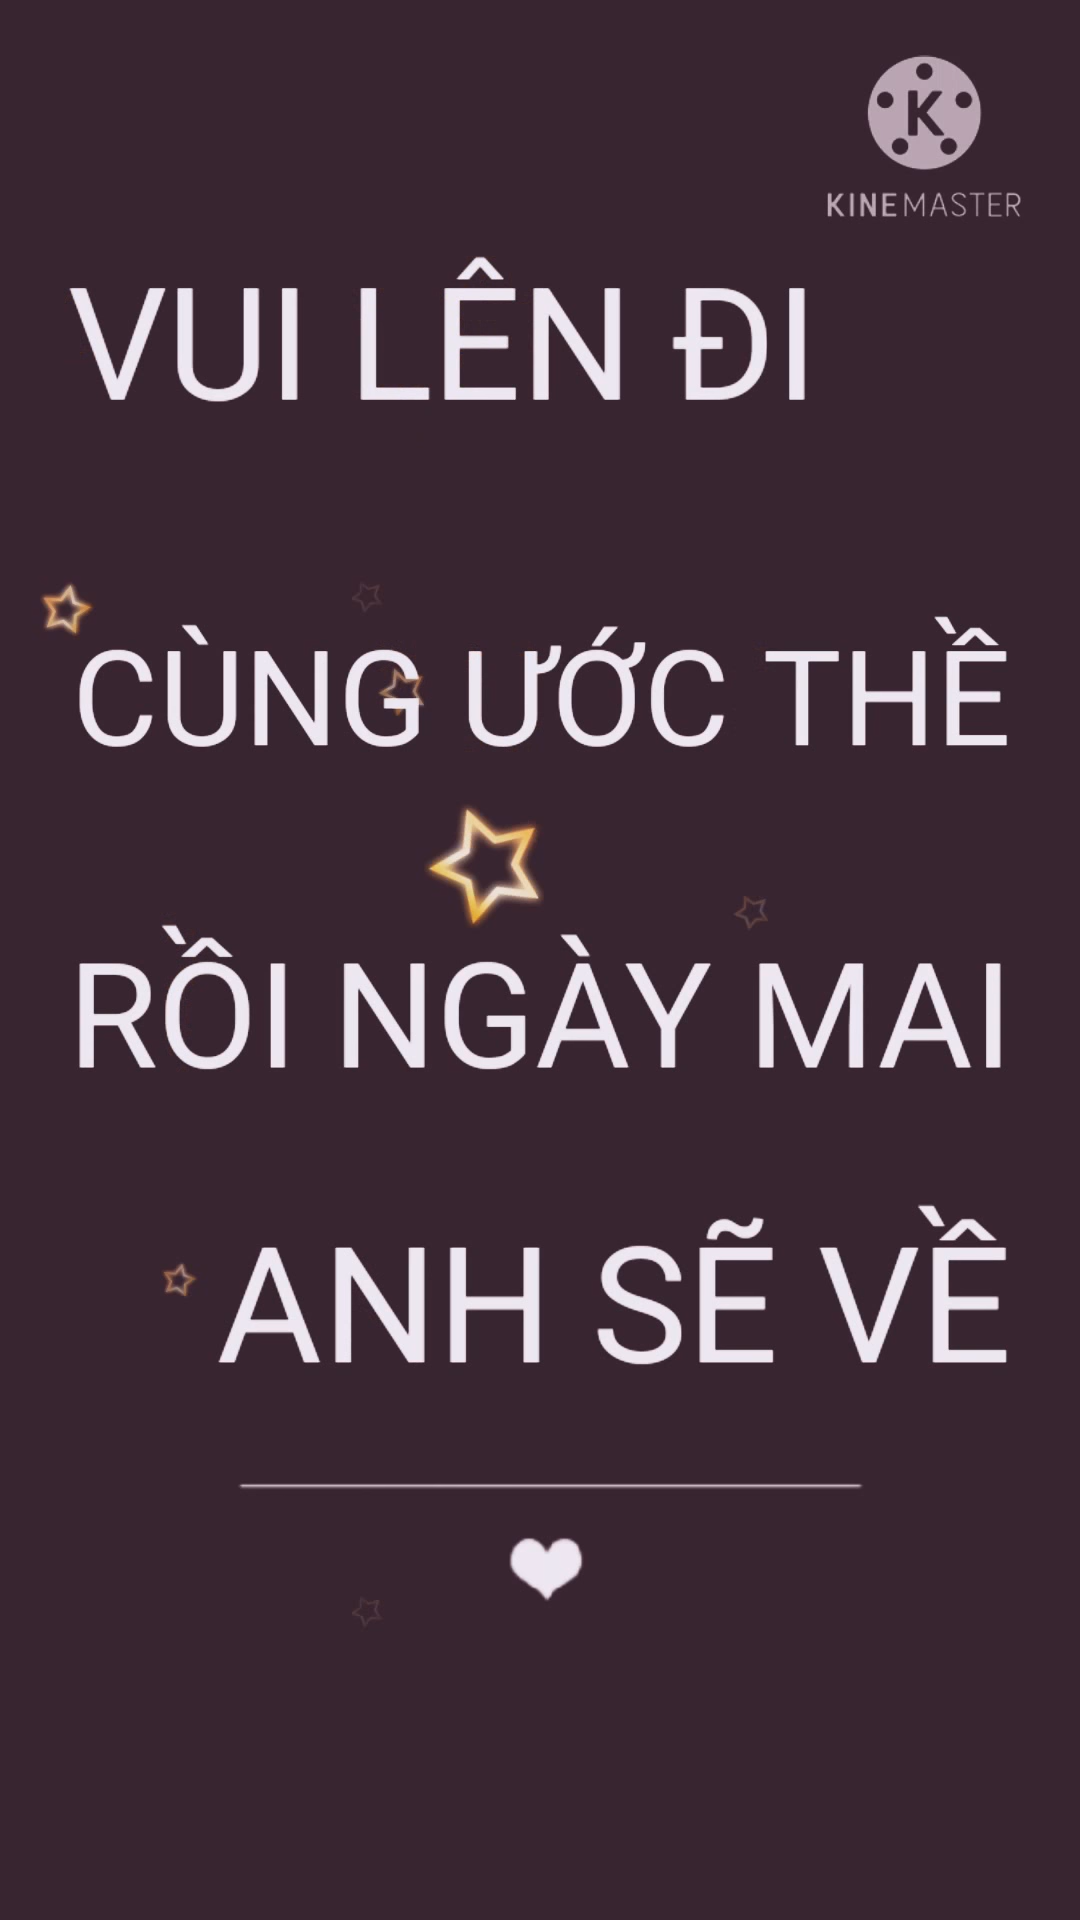 KINEMASTER
VUI LÊN ĐI
CÙNG ƯỚC THỀ
RỒI NGÀY MAI
ANH SẼ VỀ